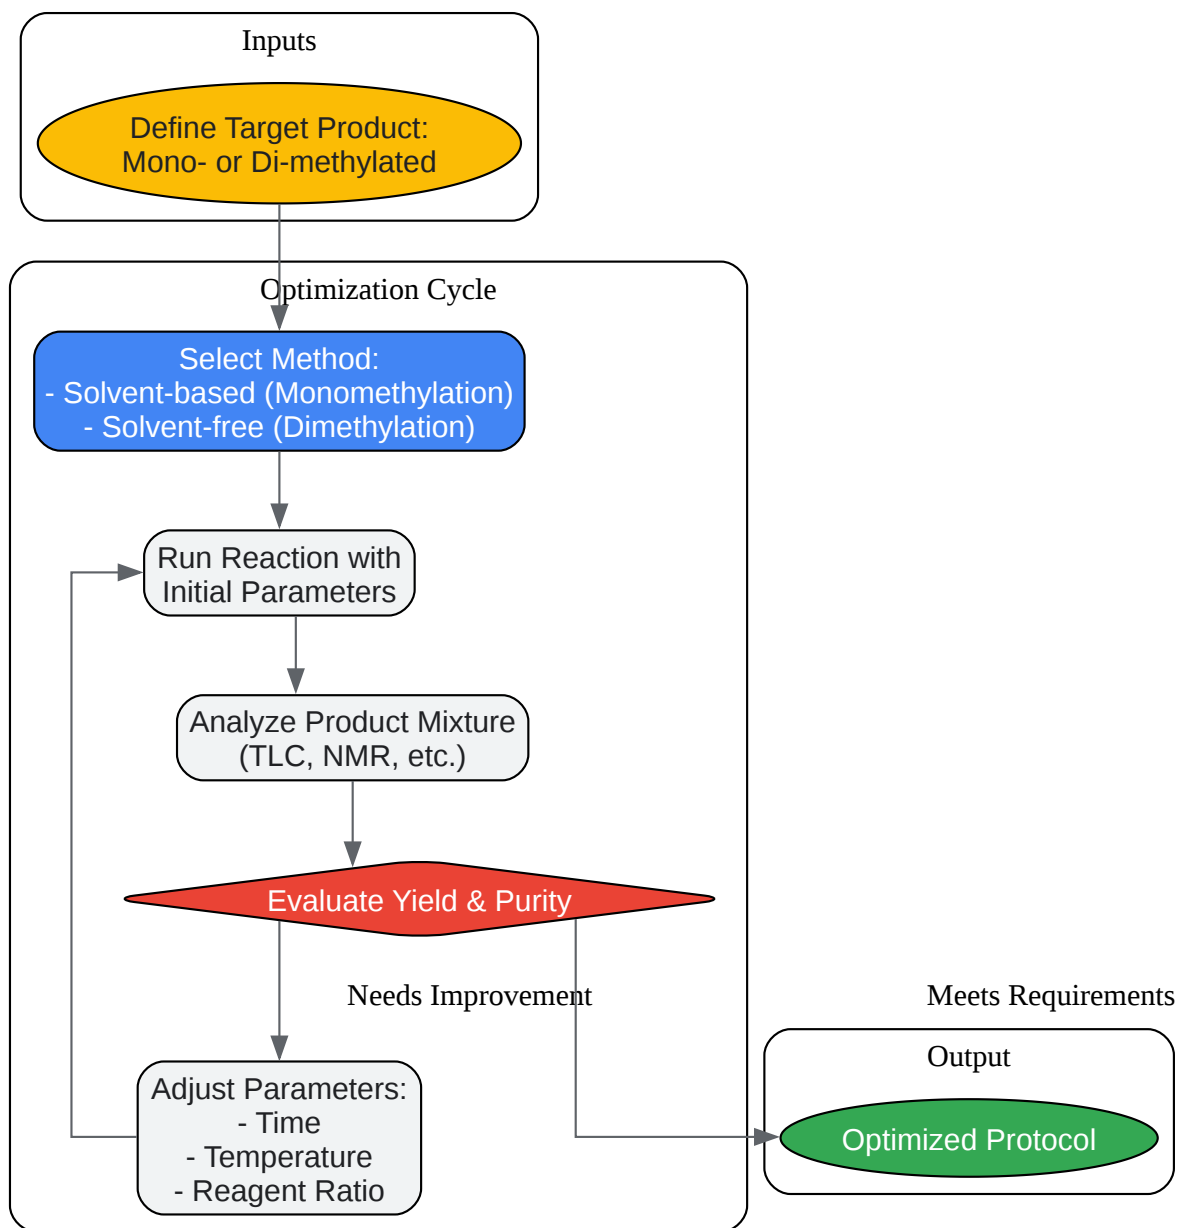 Inputs
Define Target Product:
Mono- or Di-methylated
Optimization Cycle
Select Method:
- Solvent-based (Monomethylation)
- Solvent-free (Dimethylation)
Run Reaction with
Initial Parameters
Analyze Product Mixture
(TLC, NMR, etc.)
Evaluate Yield & Purity
Needs Improvement
Meets Requirements
Adjust Parameters:
- Time
- Temperature
- Reagent Ratio
Output
Optimized Protocol